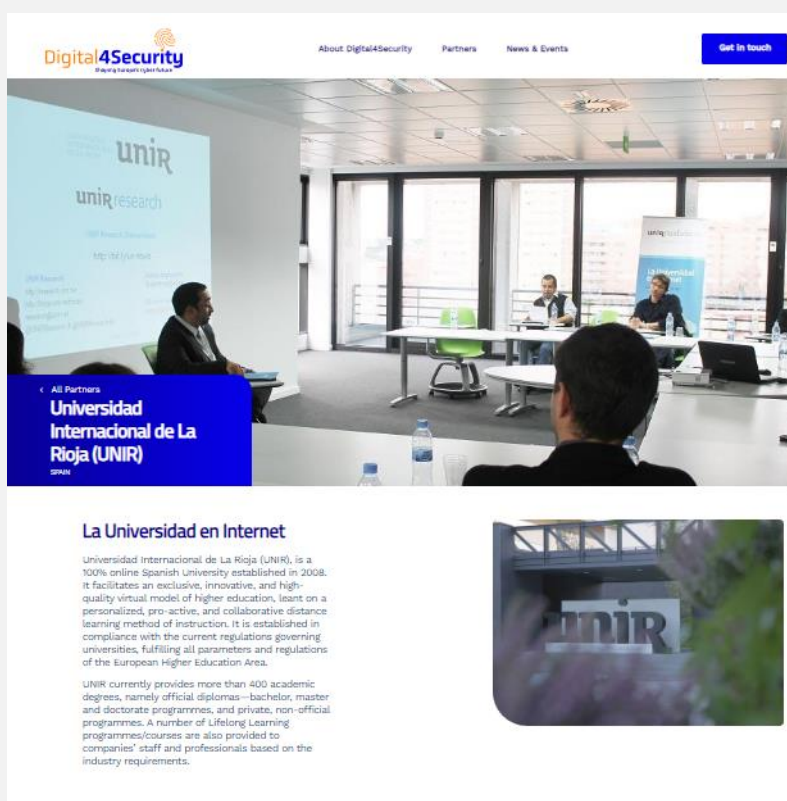 Digital4Security
Shaping Europe's cyber future
About Digital4Security
Partners
News & Events
Get in touch
unir
unir research
‹ All Partners
Universidad
Internacional de La
Rioja (UNIR)
SPAIN
La Universidad en Internet
Universidad Internacional de La Rioja (UNIR), is a
100% online Spanish University established in 2008.
It facilitates an exclusive, innovative, and high-
quality virtual model of higher education, leant on a
personalized, pro-active, and collaborative distance
learning method of instruction. It is established in
compliance with the current regulations governing
universities, fulfilling all parameters and regulations
of the European Higher Education Area.
UNIR currently provides more than 400 academic
degrees, namely official diplomas—bachelor, master
and doctorate programmes, and private, non-official
programmes. A number of Lifelong Learning
programmes/courses are also provided to
companies' staff and professionals based on the
industry requirements.
unir